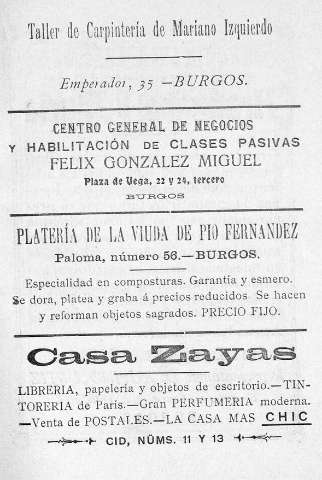 Taller de Carpintería de Mariano Izquierdo
Emperador, 35 —BURGOS.
CENTRO GENERAL DE NEGOCIOS
Y HABILITACIÓN DE CLASES PASIVAS
FELIX GONZALEZ MIGUEL
Plaza de Vega, 22 y 24, tercero
BURGOS
PLATERÍA DE LA VIUDA DE PIO FERNANDEZ
Paloma, número 56.—BURGOS.
Especialidad en composturas. Garantía y esmero.
Se dora, platea y graba á precios reducidos. Se hacen
y reforman objetos sagrados. PRECIO FIJO.
Casa Zayas
LIBRERIA, papelería y objetos de escritorio.—TIN-
TORERIA de París.—Gran PERFUMERIA moderna.
—Venta de POSTALES.—LA CASA MAS CHIC
CID, NÚMS. 11 Y 13